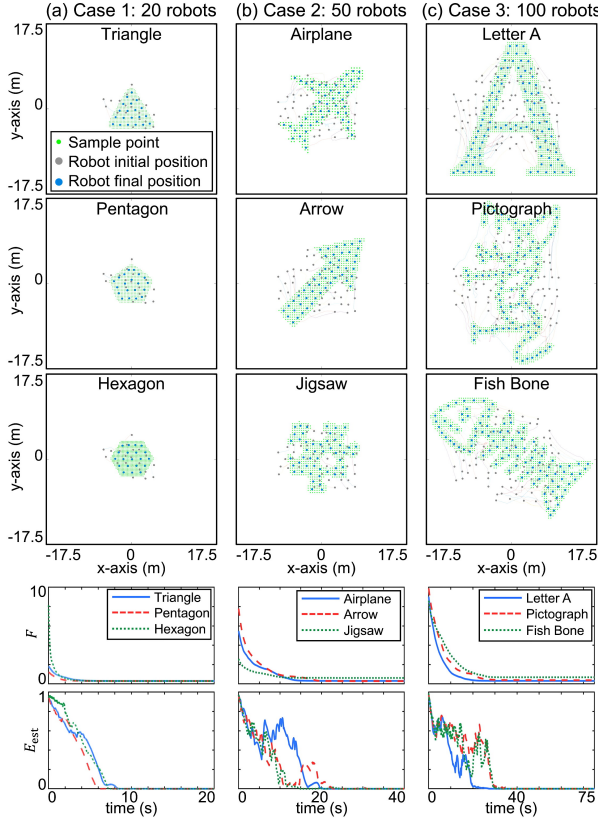 (a) Case 1: 20 robots (b) Case 2: 50 robots (c) Case 3: 100 robots
17.5 Triangle Airplane Letter A
y-axis (m)
0
Sample point
Robot initial position
Robot final position
-17.5
17.5 Pentagon Arrow Pictograph
y-axis (m)
0
-17.5
17.5 Hexagon Jigsaw Fish Bone
y-axis (m)
0
-17.5
-17.5 0 17.5 -17.5 0 17.5 -17.5 0 17.5
x-axis (m) x-axis (m) x-axis (m)
10
F
0
Triangle
Pentagon
Hexagon
Airplane
Arrow
Jigsaw
Letter A
Pictograph
Fish Bone
1
E_est
0
0 10 20 0 20 40 0 75
time (s) time (s) time (s)